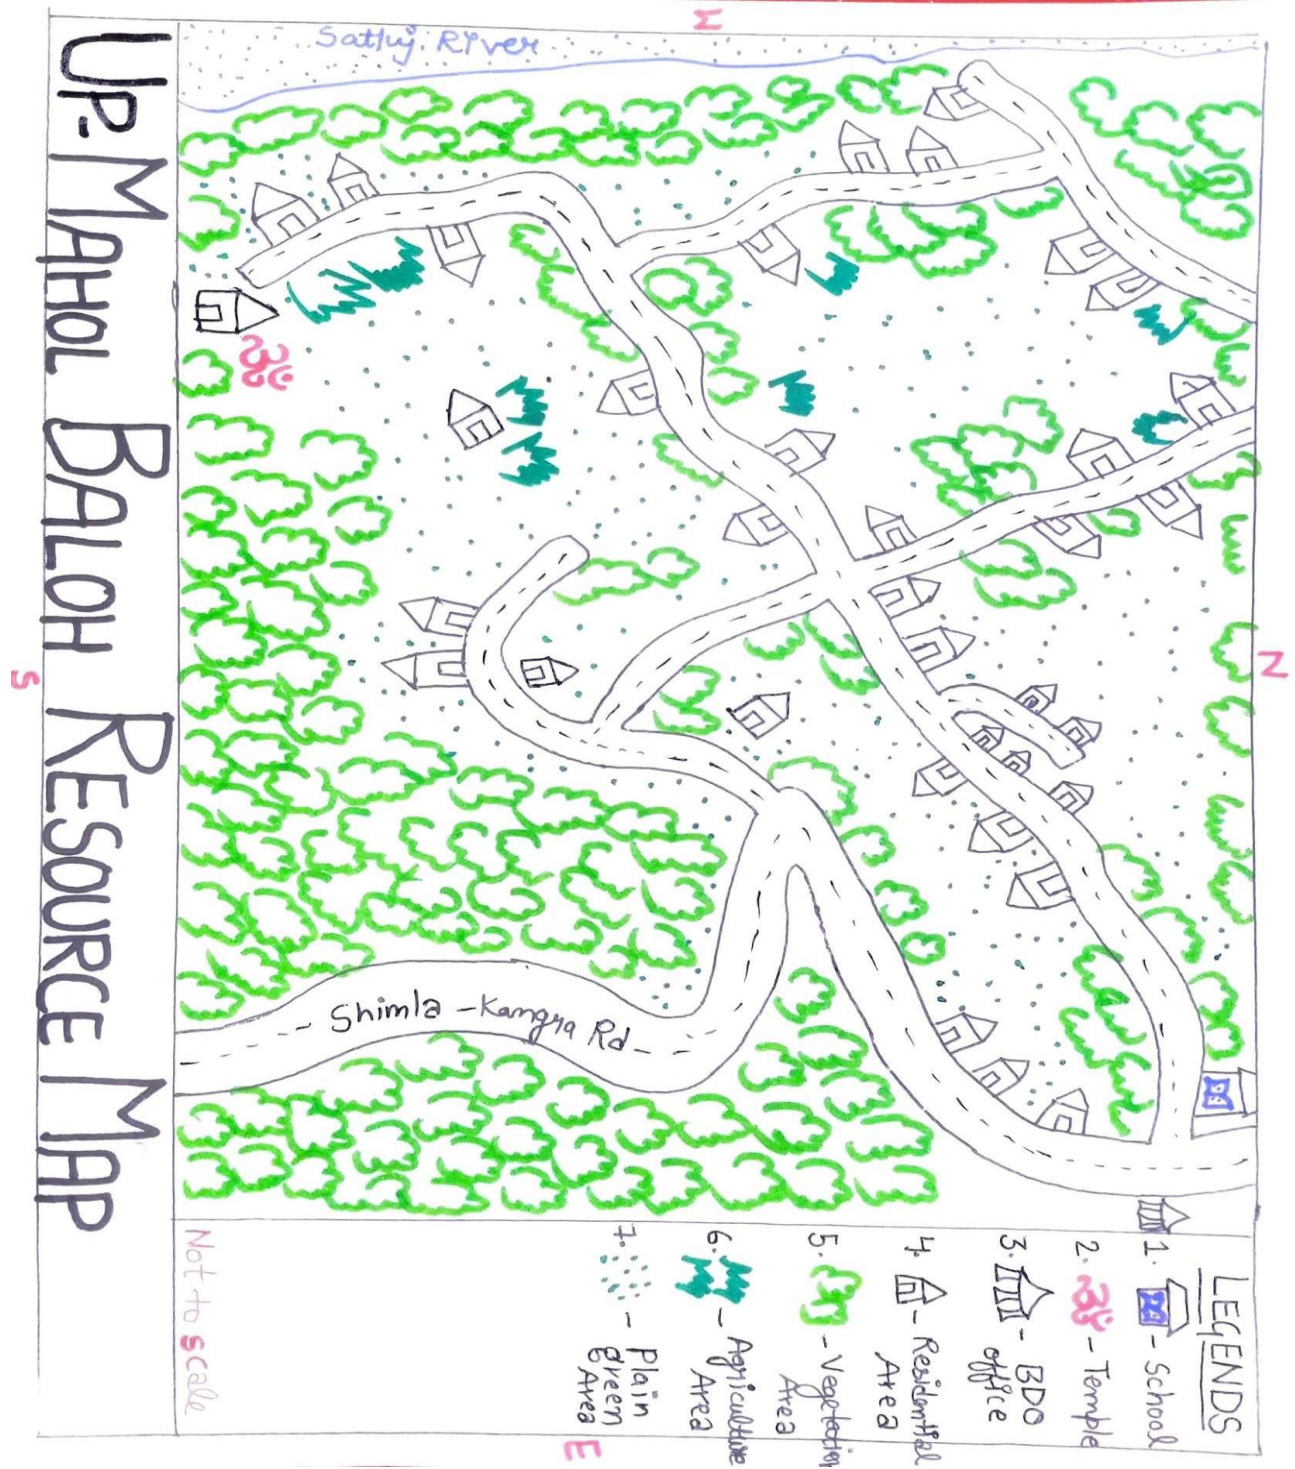 UP-MAHOL BALOH RESOURCE MAP
N
W
Satluj River
Shimla - Kangra Rd
S
E
LEGENDS
1. - School
2. ॐ - Temple
3. - BDO
office
4. - Residential
Area
5. - Vegetation
Area
6. - Agriculture
Area
7. - Plain
green
Area
Not to scale
ॐ